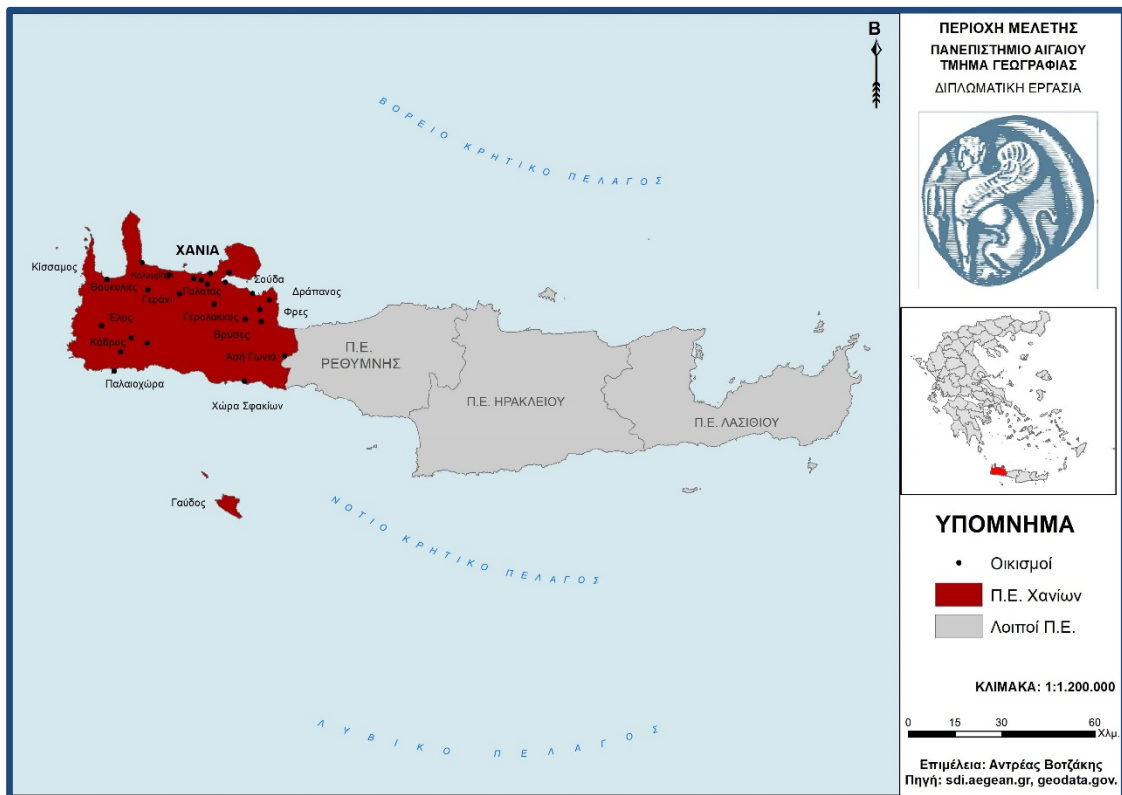 Β
ΒΟΡΕΙΟ ΚΡΗΤΙΚΟ ΠΕΛΑΓΟΣ
ΧΑΝΙΑ
Κίσσαμος
Σούδα
Βουκολιές
Γεράνι
Γαλατάς
Δράπανος
Γερολάκκος
Φρες
Έλος
Βρύσες
Κάδρος
Ασή Γωνιά
Παλαιοχώρα
Χώρα Σφακίων
Π.Ε.
ΡΕΘΥΜΝΗΣ
Π.Ε. ΗΡΑΚΛΕΙΟΥ
Π.Ε. ΛΑΣΙΘΙΟΥ
Γαύδος
ΝΟΤΙΟ ΚΡΗΤΙΚΟ ΠΕΛΑΓΟΣ
ΛΥΒΙΚΟ ΠΕΛΑΓΟΣ
ΠΕΡΙΟΧΗ ΜΕΛΕΤΗΣ
ΠΑΝΕΠΙΣΤΗΜΙΟ ΑΙΓΑΙΟΥ
ΤΜΗΜΑ ΓΕΩΓΡΑΦΙΑΣ
ΔΙΠΛΩΜΑΤΙΚΗ ΕΡΓΑΣΙΑ
ΥΠΟΜΝΗΜΑ
Οικισμοί
Π.Ε. Χανίων
Λοιποί Π.Ε.
ΚΛΙΜΑΚΑ: 1:1.200.000
0 15 30 60
Χλμ.
Επιμέλεια: Αντρέας Βοτζάκης
Πηγή: sdi.aegean.gr, geodata.gov.